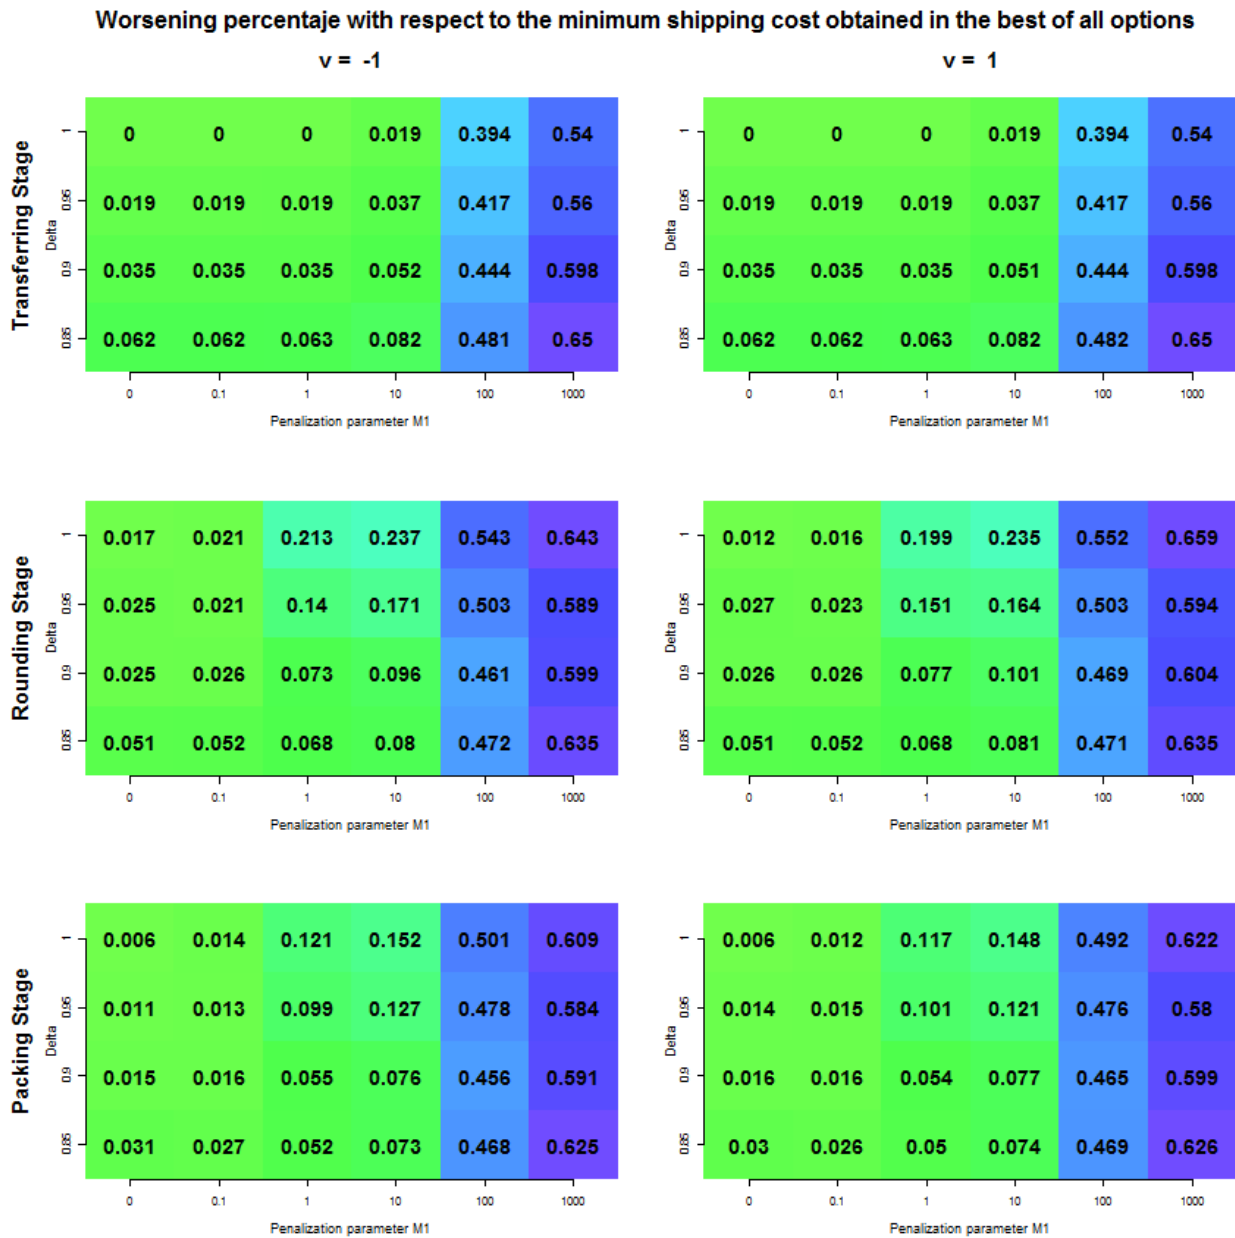 Worsening percentaje with respect to the minimum shipping cost obtained in the best of all options
v = -1
v = 1
Transferring Stage
Delta
1 0 0 0 0.019 0.394 0.54
0.95 0.019 0.019 0.019 0.037 0.417 0.56
0.9 0.035 0.035 0.035 0.052 0.444 0.598
0.85 0.062 0.062 0.063 0.082 0.481 0.65
0 0.1 1 10 100 1000
Penalization parameter M1
Delta
1 0 0 0 0.019 0.394 0.54
0.95 0.019 0.019 0.019 0.037 0.417 0.56
0.9 0.035 0.035 0.035 0.051 0.444 0.598
0.85 0.062 0.062 0.063 0.082 0.482 0.65
0 0.1 1 10 100 1000
Penalization parameter M1
Rounding Stage
Delta
1 0.017 0.021 0.213 0.237 0.543 0.643
0.95 0.025 0.021 0.14 0.171 0.503 0.589
0.9 0.025 0.026 0.073 0.096 0.461 0.599
0.85 0.051 0.052 0.068 0.08 0.472 0.635
0 0.1 1 10 100 1000
Penalization parameter M1
Delta
1 0.012 0.016 0.199 0.235 0.552 0.659
0.95 0.027 0.023 0.151 0.164 0.503 0.594
0.9 0.026 0.026 0.077 0.101 0.469 0.604
0.85 0.051 0.052 0.068 0.081 0.471 0.635
0 0.1 1 10 100 1000
Penalization parameter M1
Packing Stage
Delta
1 0.006 0.014 0.121 0.152 0.501 0.609
0.95 0.011 0.013 0.099 0.127 0.478 0.584
0.9 0.015 0.016 0.055 0.076 0.456 0.591
0.85 0.031 0.027 0.052 0.073 0.468 0.625
0 0.1 1 10 100 1000
Penalization parameter M1
Delta
1 0.006 0.012 0.117 0.148 0.492 0.622
0.95 0.014 0.015 0.101 0.121 0.476 0.58
0.9 0.016 0.016 0.054 0.077 0.465 0.599
0.85 0.03 0.026 0.05 0.074 0.469 0.626
0 0.1 1 10 100 1000
Penalization parameter M1